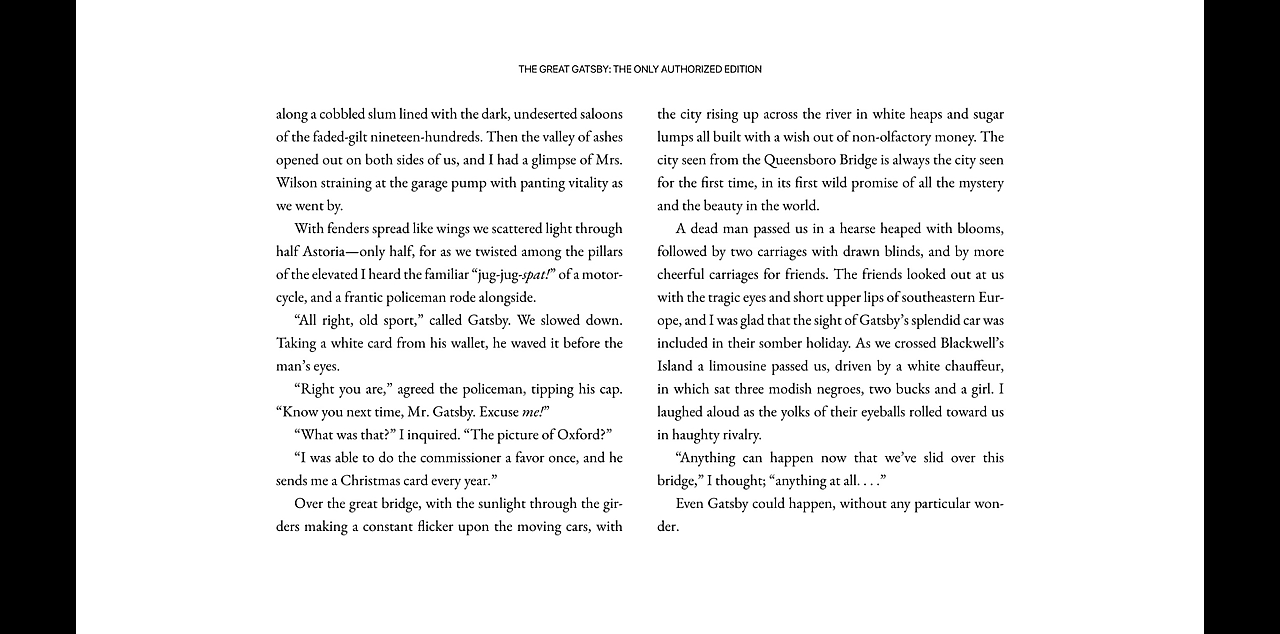 THE GREAT GATSBY: THE ONLY AUTHORIZED EDITION
along a cobbled slum lined with the dark, undeserted saloons
of the faded-gilt nineteen-hundreds. Then the valley of ashes
opened out on both sides of us, and I had a glimpse of Mrs.
Wilson straining at the garage pump with panting vitality as
we went by.
With fenders spread like wings we scattered light through
half Astoria—only half, for as we twisted among the pillars
of the elevated I heard the familiar “jug-jug-spat!” of a motor-
cycle, and a frantic policeman rode alongside.
“All right, old sport,” called Gatsby. We slowed down.
Taking a white card from his wallet, he waved it before the
man’s eyes.
“Right you are,” agreed the policeman, tipping his cap.
“Know you next time, Mr. Gatsby. Excuse me!”
“What was that?” I inquired. “The picture of Oxford?”
“I was able to do the commissioner a favor once, and he
sends me a Christmas card every year.”
Over the great bridge, with the sunlight through the gir-
ders making a constant flicker upon the moving cars, with
the city rising up across the river in white heaps and sugar
lumps all built with a wish out of non-olfactory money. The
city seen from the Queensboro Bridge is always the city seen
for the first time, in its first wild promise of all the mystery
and the beauty in the world.
A dead man passed us in a hearse heaped with blooms,
followed by two carriages with drawn blinds, and by more
cheerful carriages for friends. The friends looked out at us
with the tragic eyes and short upper lips of southeastern Eur-
ope, and I was glad that the sight of Gatsby’s splendid car was
included in their somber holiday. As we crossed Blackwell’s
Island a limousine passed us, driven by a white chauffeur,
in which sat three modish negroes, two bucks and a girl. I
laughed aloud as the yolks of their eyeballs rolled toward us
in haughty rivalry.
“Anything can happen now that we’ve slid over this
bridge,” I thought; “anything at all. . . .”
Even Gatsby could happen, without any particular won-
der.